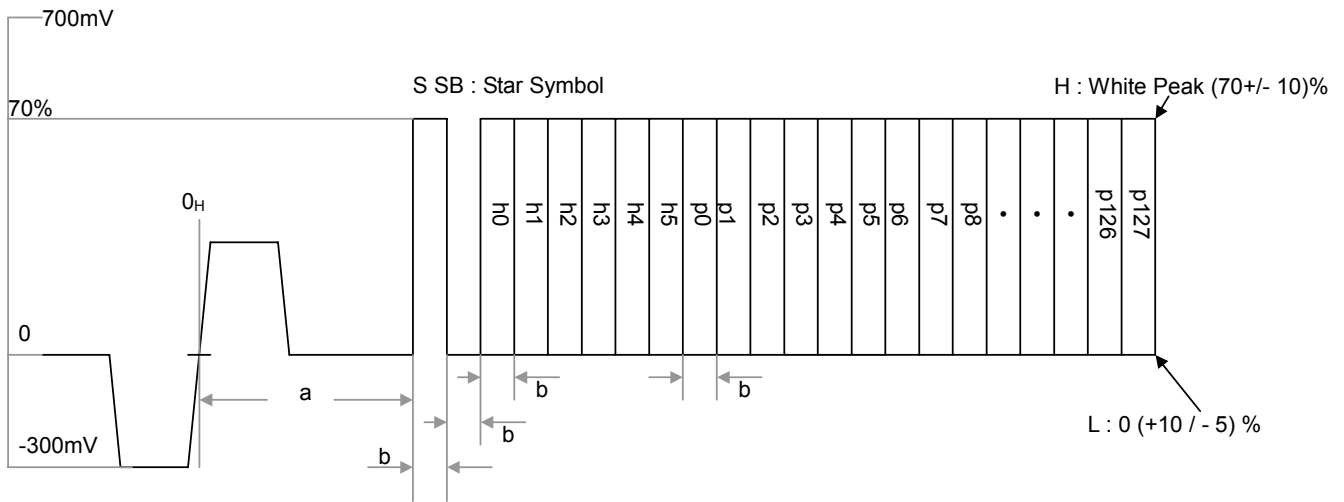 700mV
S SB : Star Symbol
H : White Peak (70+/- 10)%
70%
0H
h0
h1
h2
h3
h4
h5
p0
p1
p2
p3
p4
p5
p6
p7
p8
• • •
p126
p127
0
a
b
b
b
b
-300mV
L : 0 (+10 / - 5) %